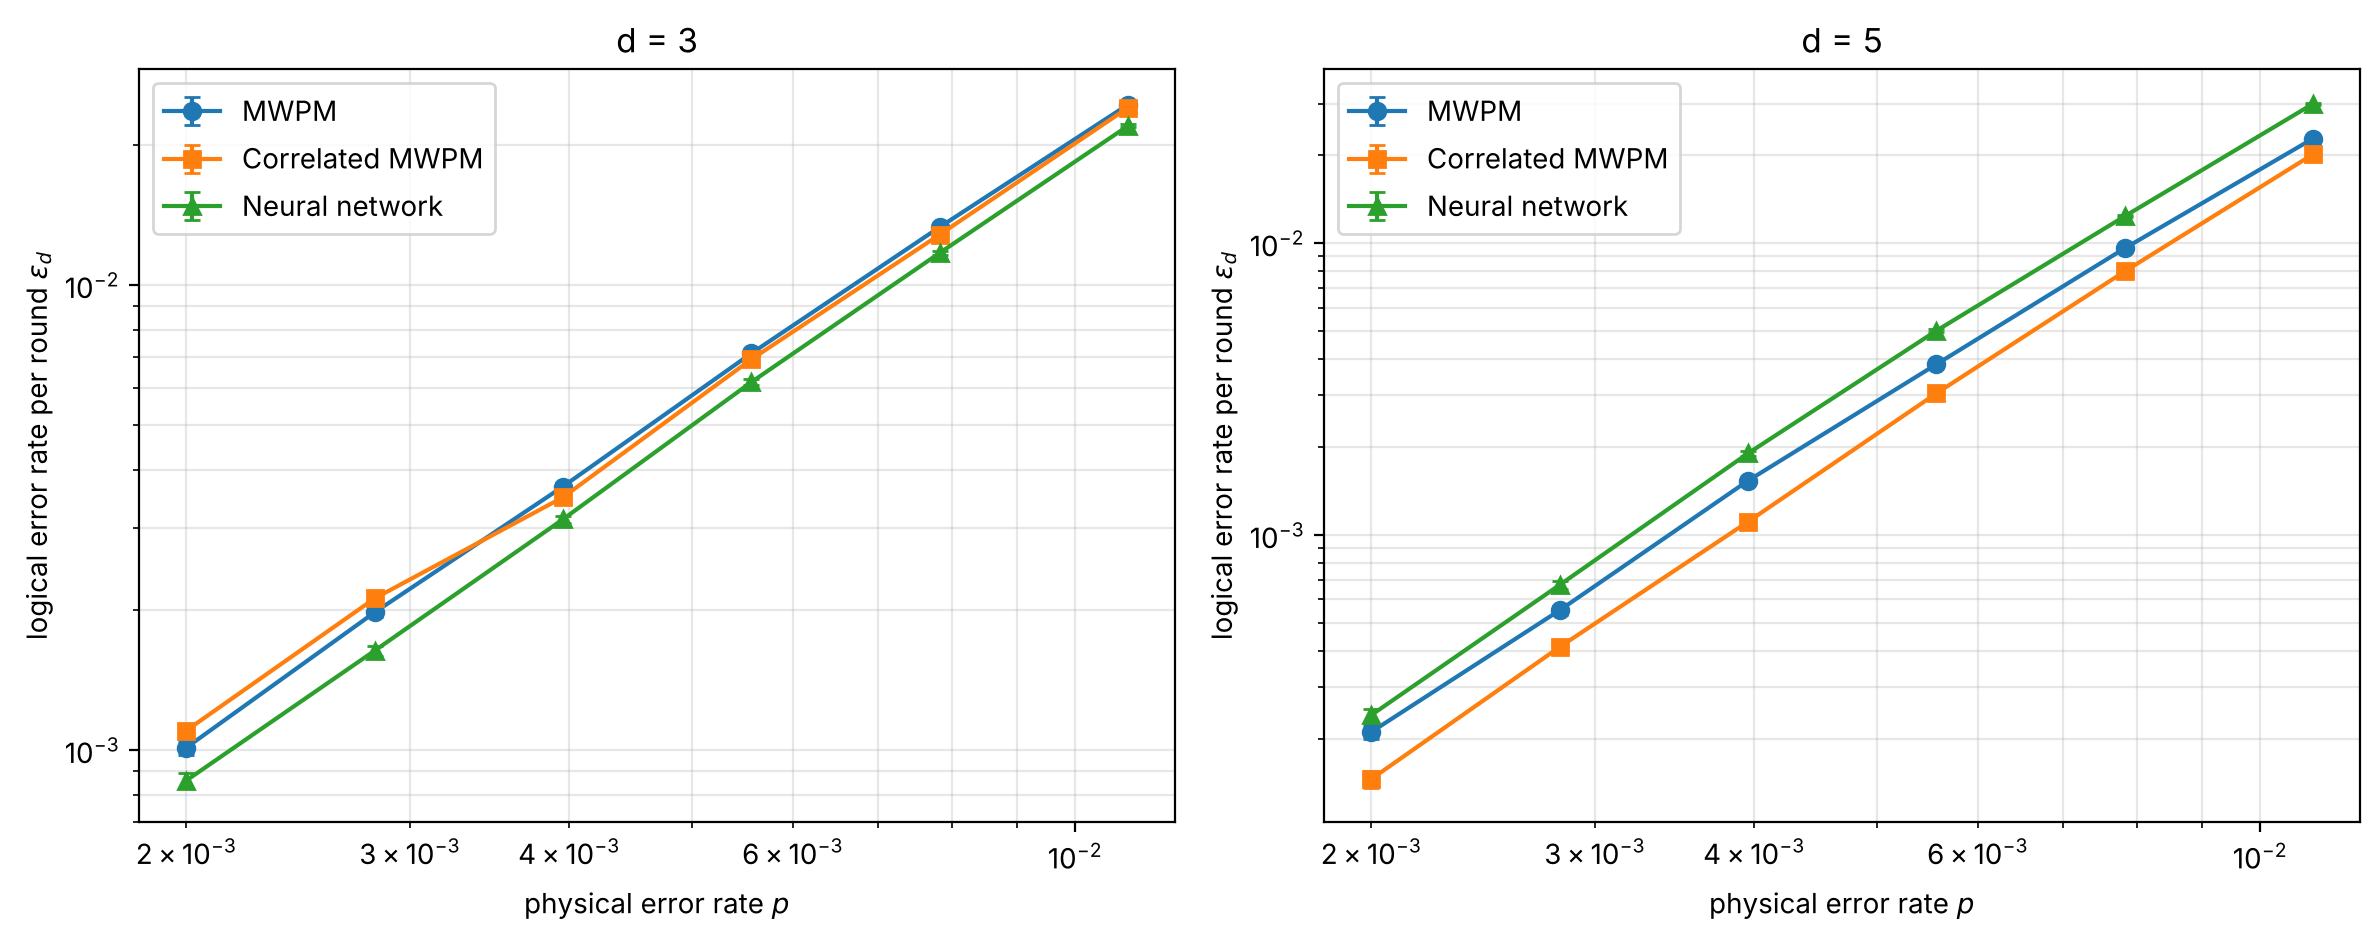 d = 3
MWPM
Correlated MWPM
Neural network
10⁻²
10⁻³
logical error rate per round ε_d
2 × 10⁻³ 3 × 10⁻³ 4 × 10⁻³ 6 × 10⁻³ 10⁻²
physical error rate p
d = 5
MWPM
Correlated MWPM
Neural network
10⁻²
10⁻³
logical error rate per round ε_d
2 × 10⁻³ 3 × 10⁻³ 4 × 10⁻³ 6 × 10⁻³ 10⁻²
physical error rate p